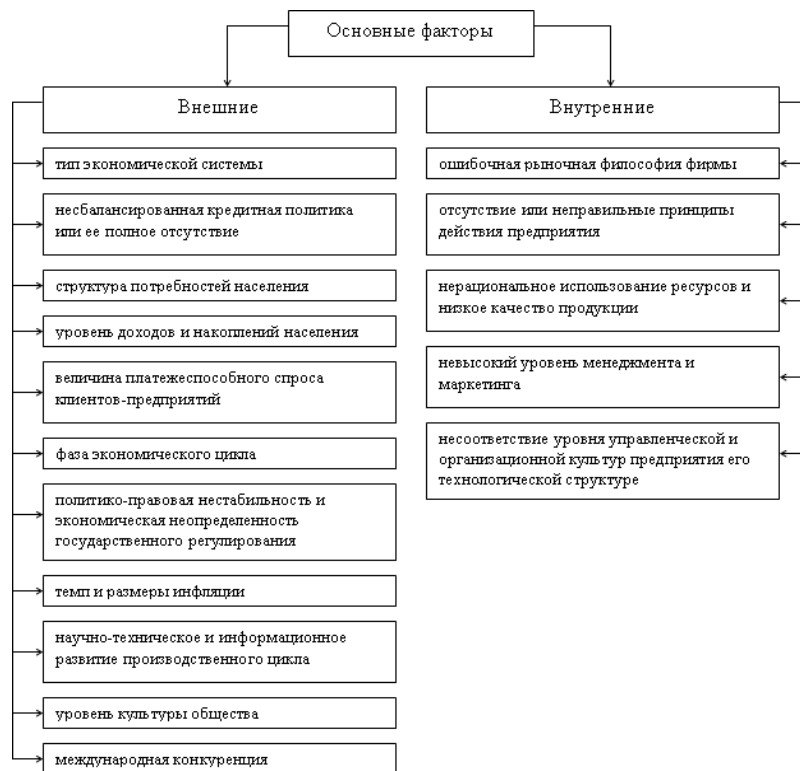 Основные факторы
Внешние
тип экономической системы
несбалансированная кредитная политика
или ее полное отсутствие
структура потребностей населения
уровень доходов и накоплений населения
величина платежеспособного спроса
клиентов-предприятий
фаза экономического цикла
политико-правовая нестабильность и
экономическая неопределенность
государственного регулирования
темп и размеры инфляции
научно-техническое и информационное
развитие производственного цикла
уровень культуры общества
международная конкуренция
Внутренние
ошибочная рыночная философия фирмы
отсутствие или неправильные принципы
действия предприятия
нерациональное использование ресурсов и
низкое качество продукции
невысокий уровень менеджмента и
маркетинга
несоответствие уровня управленческой и
организационной культур предприятия его
технологической структуре